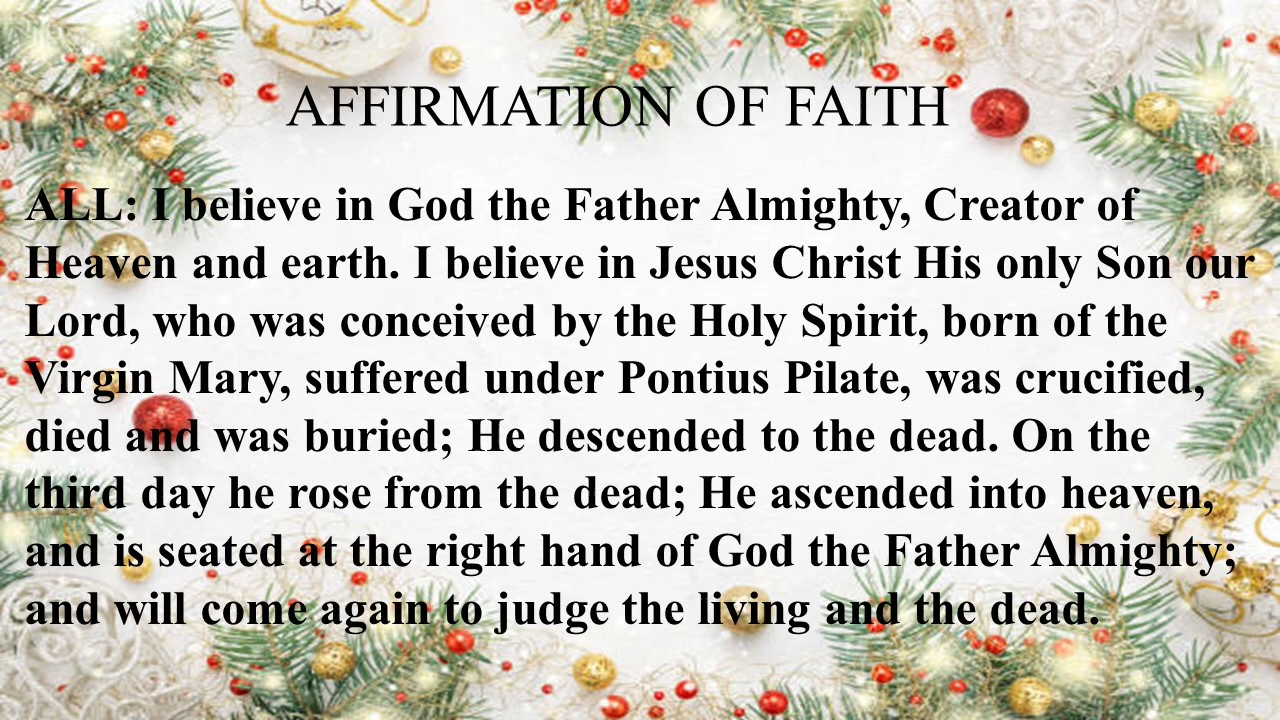 AFFIRMATION OF FAITH
ALL: I believe in God the Father Almighty, Creator of
Heaven and earth. I believe in Jesus Christ His only Son our
Lord, who was conceived by the Holy Spirit, born of the
Virgin Mary, suffered under Pontius Pilate, was crucified,
died and was buried; He descended to the dead. On the
third day he rose from the dead; He ascended into heaven,
and is seated at the right hand of God the Father Almighty;
and will come again to judge the living and the dead.